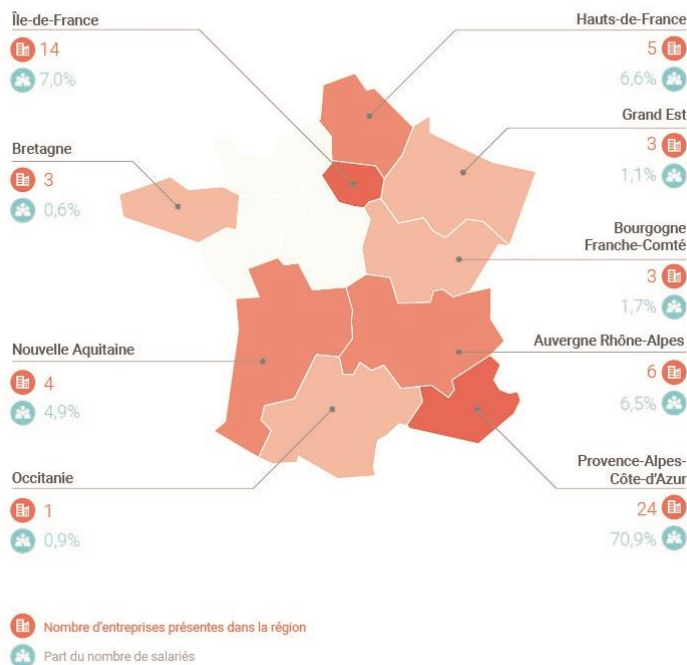 Île-de-France
14
7,0%
Bretagne
3
0,6%
Nouvelle Aquitaine
4
4,9%
Occitanie
1
0,9%
Hauts-de-France
5
6,6%
Grand Est
3
1,1%
Bourgogne
Franche-Comté
3
1,7%
Auvergne Rhône-Alpes
6
6,5%
Provence-Alpes-
Côte-d'Azur
24
70,9%
Nombre d'entreprises présentes dans la région
Part du nombre de salariés